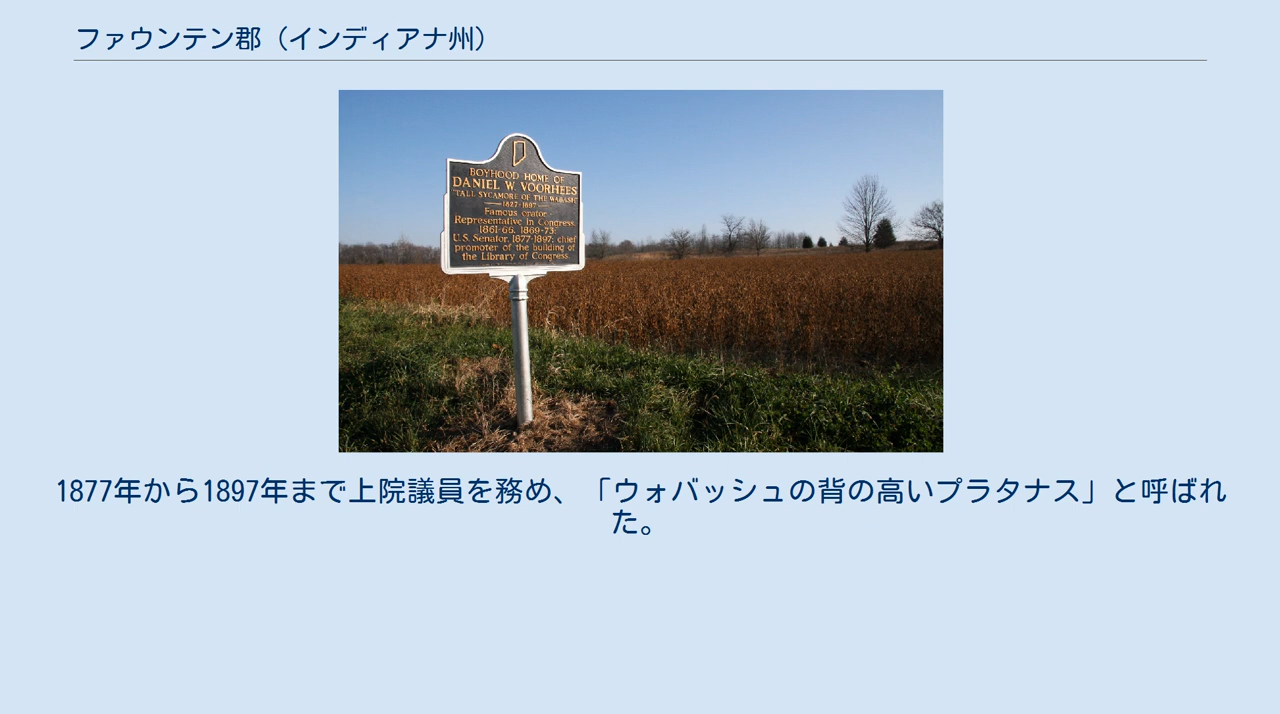 ファウンテン郡（インディアナ州）
BOYHOOD HOME OF
DANIEL W. VOORHEES
"TALL SYCAMORE OF THE WABASH"
1827-1897
Famous orator.
Representative in Congress,
1861-66, 1869-73;
U.S. Senator, 1877-1897; chief
promoter of the building of
the Library of Congress.
1877年から1897年まで上院議員を務め、「ウォバッシュの背の高いプラタナス」と呼ばれ
た。